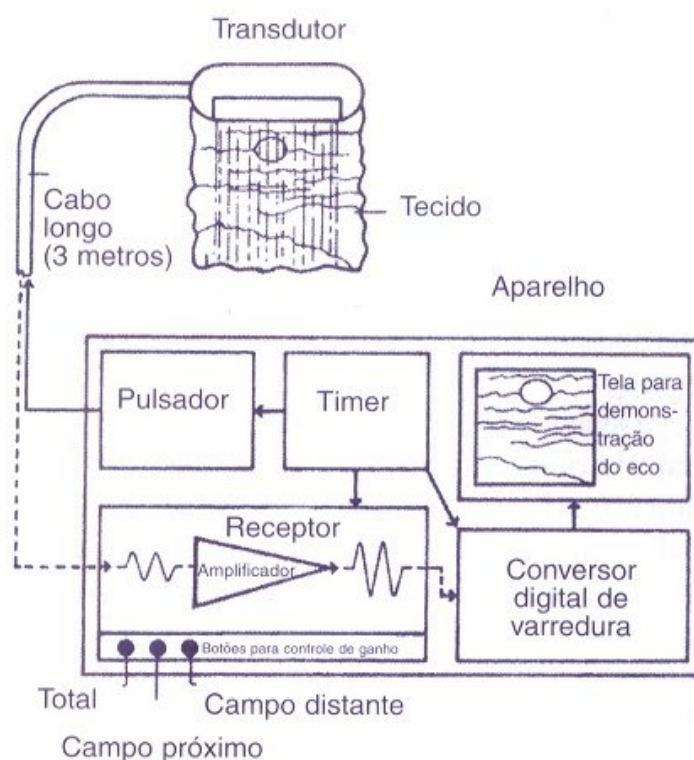 Transdutor
Cabo
longo
(3 metros)
Tecido
Aparelho
Pulsador
Timer
Tela para
demons-
tração
do eco
Receptor
Amplificador
Conversor
digital de
varredura
Botões para controle de ganho
Total
Campo distante
Campo próximo